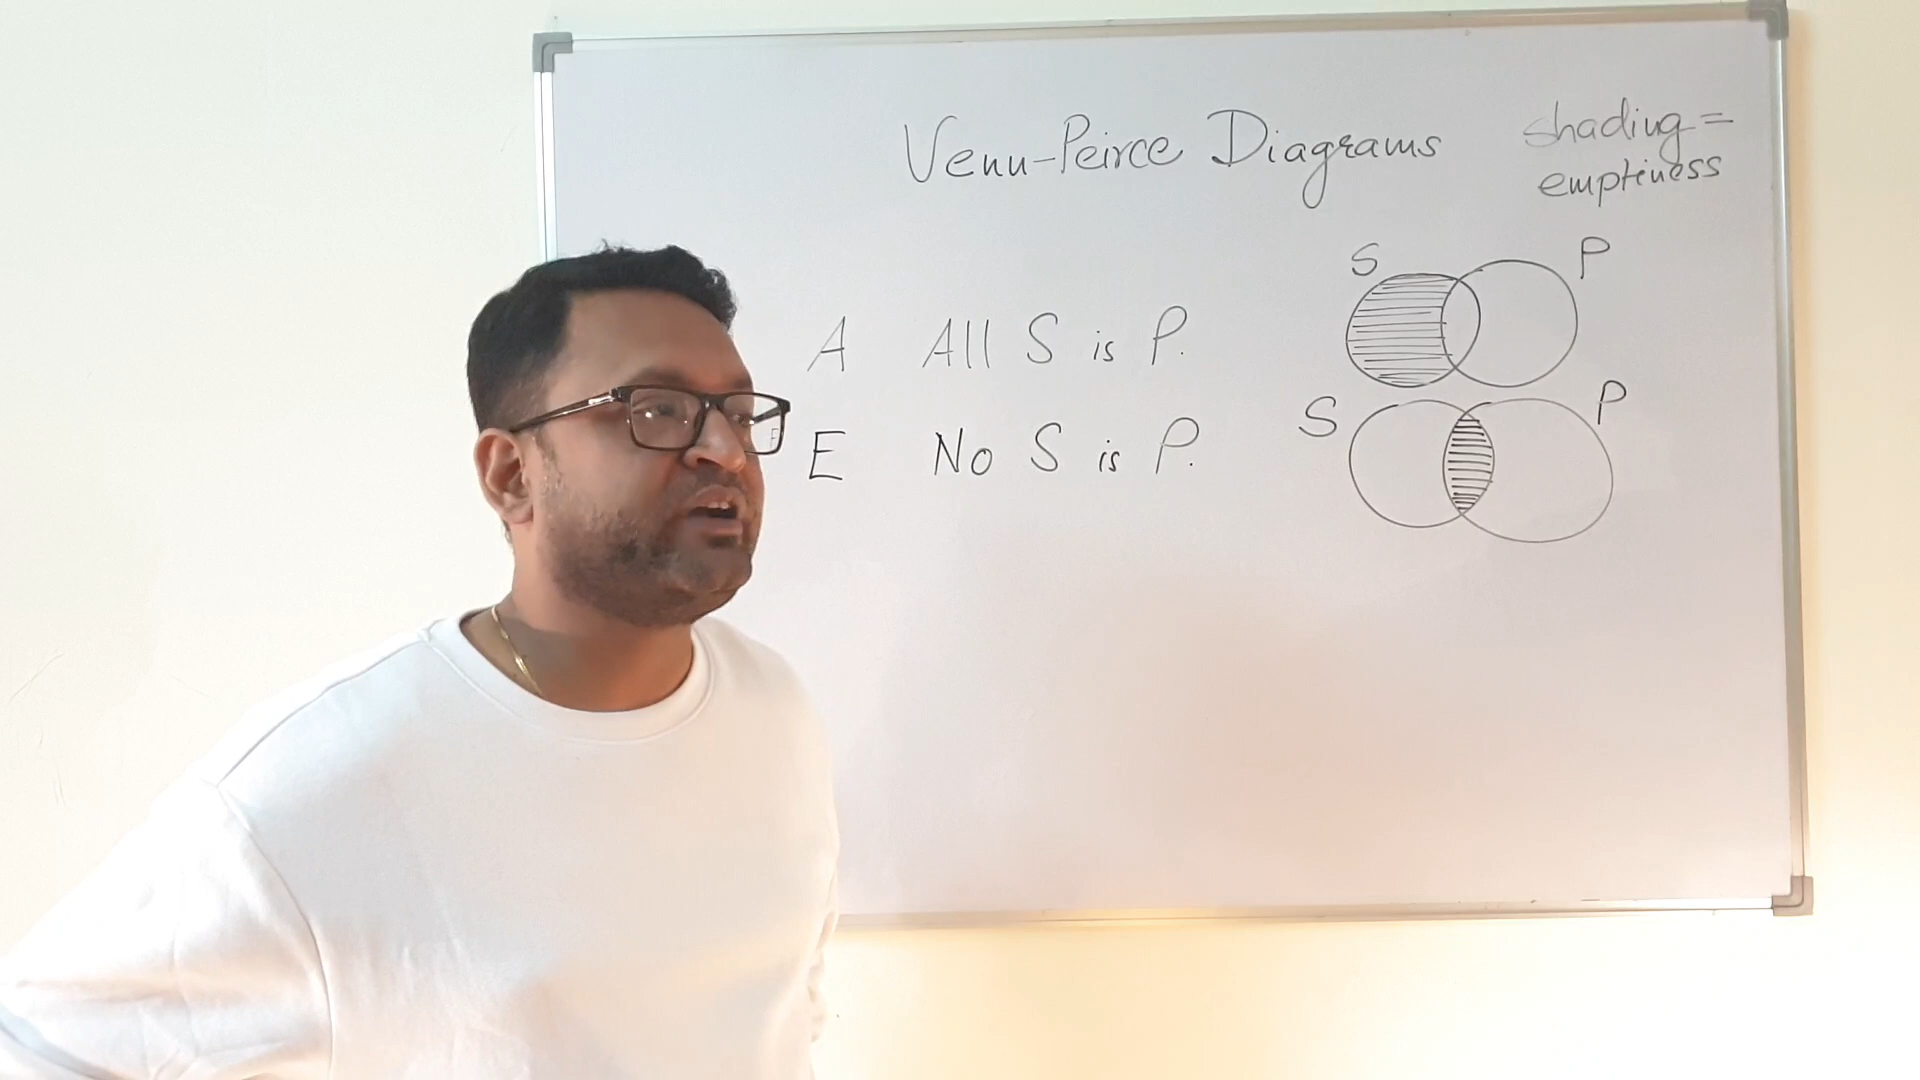 Venn-Peirce Diagrams
shading =
emptiness
S P
A All S is P.
S P
E No S is P.